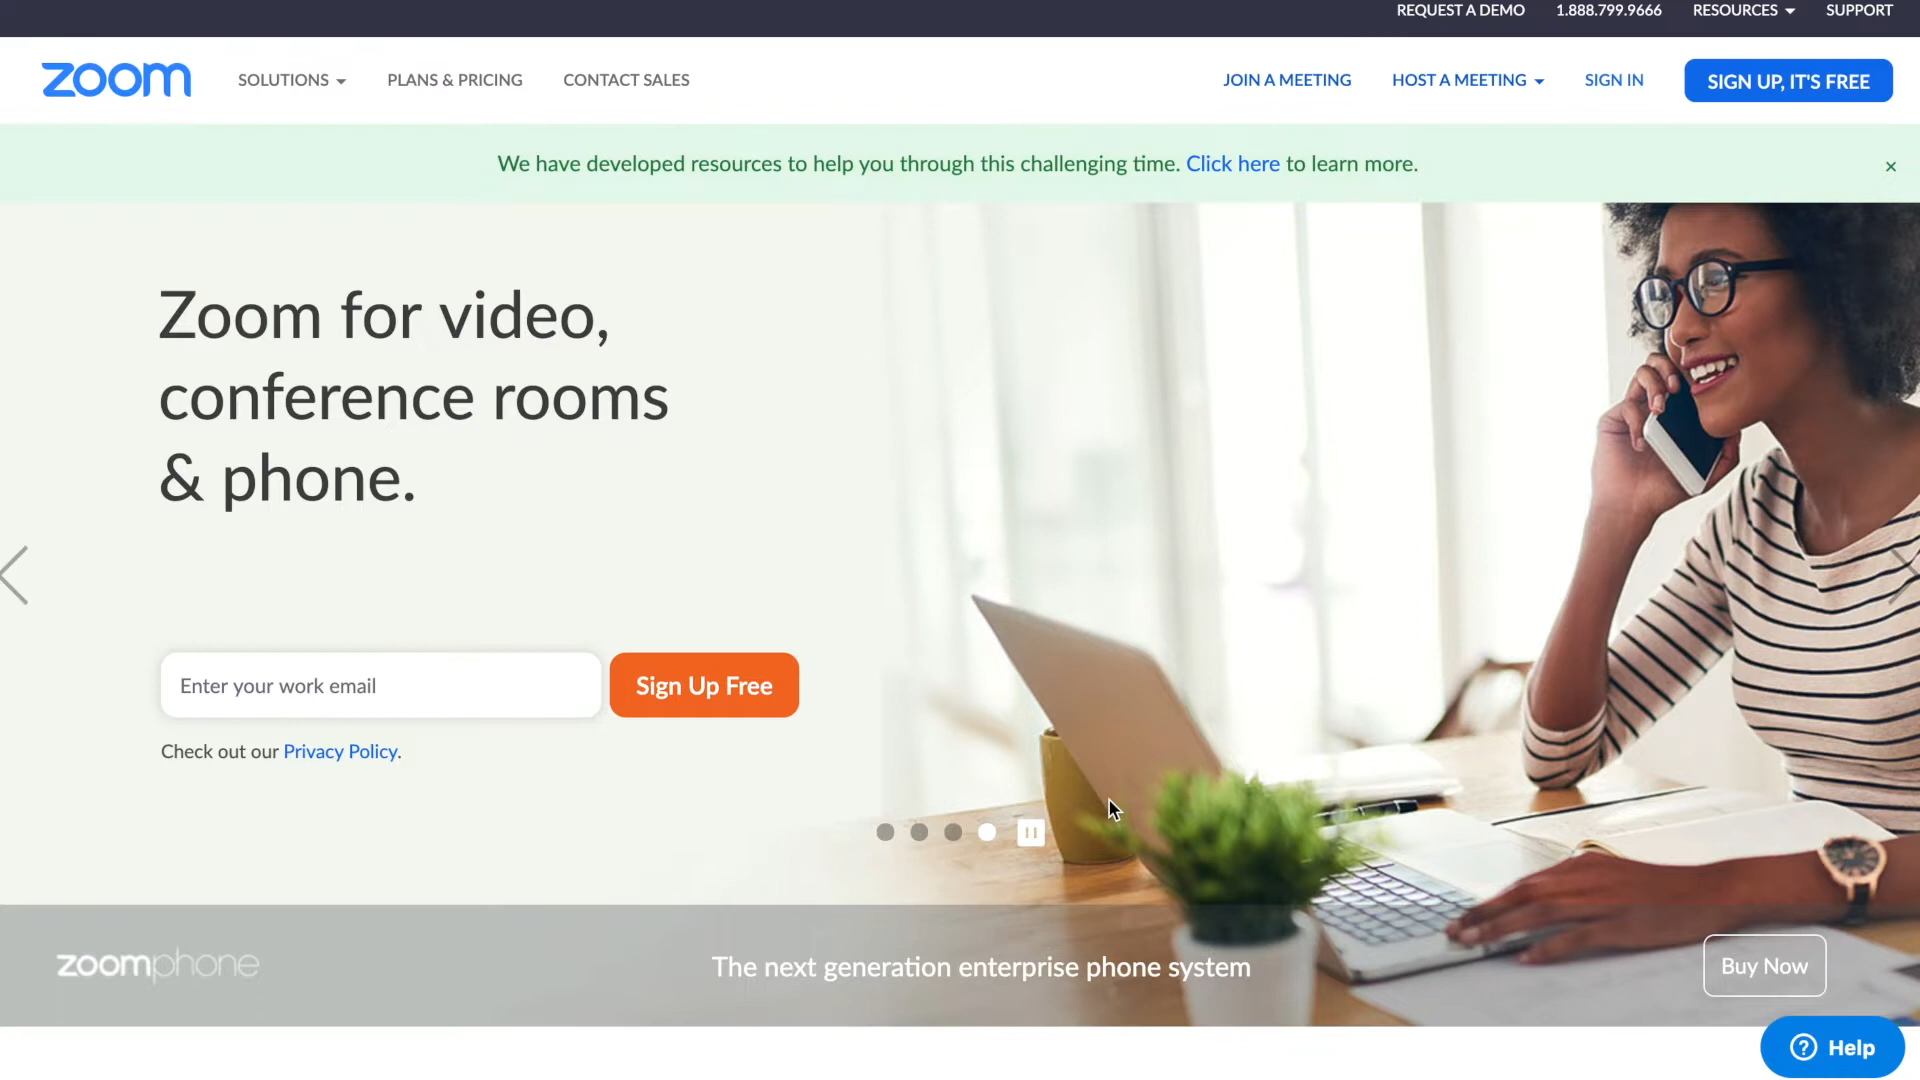 REQUEST A DEMO 1.888.799.9666 RESOURCES SUPPORT
zoom SOLUTIONS PLANS & PRICING CONTACT SALES JOIN A MEETING HOST A MEETING SIGN IN SIGN UP, IT'S FREE
We have developed resources to help you through this challenging time. Click here to learn more. ×
Zoom for video,
conference rooms
& phone.
Enter your work email Sign Up Free
Check out our Privacy Policy.
zoomphone The next generation enterprise phone system Buy Now
? Help